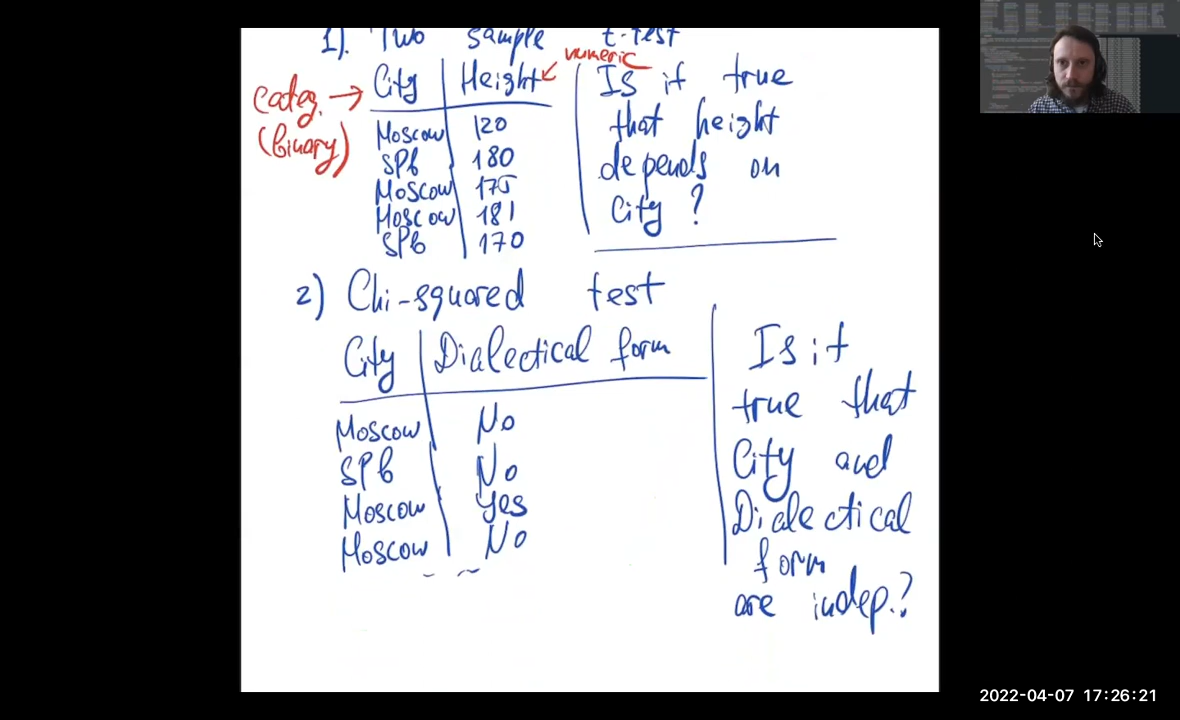 1). Two sample t-test
numeric
categ. → City | Height
(binary)
Is it true
that height
depends on
City ?
Moscow 120
SPb 180
Moscow 175
Moscow 181
SPb 170
2) Chi-squared test
City | Dialectical form
Moscow No
SPb No
Moscow Yes
Moscow No
Is it
true that
City and
Dialectical
form
are indep.?
2022-04-07 17:26:21